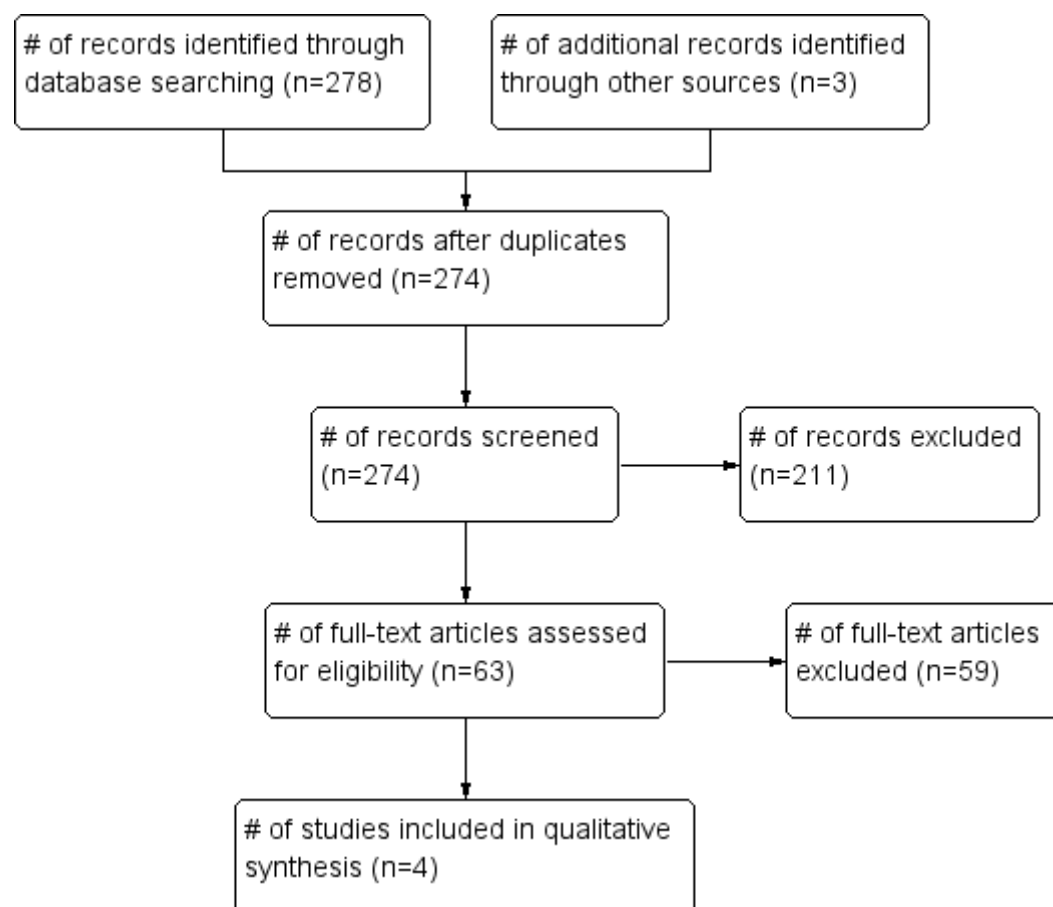 # of records identified through
database searching (n=278)
# of additional records identified
through other sources (n=3)
# of records after duplicates
removed (n=274)
# of records screened
(n=274)
# of records excluded
(n=211)
# of full-text articles assessed
for eligibility (n=63)
# of full-text articles
excluded (n=59)
# of studies included in qualitative
synthesis (n=4)